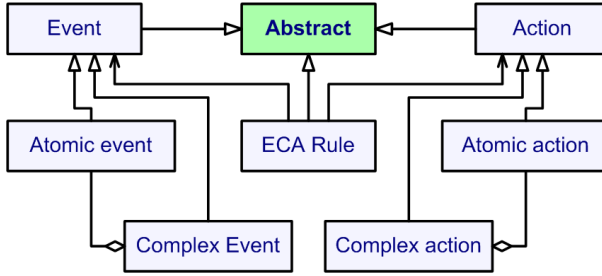 Event
Abstract
Action
Atomic event
ECA Rule
Atomic action
Complex Event
Complex action